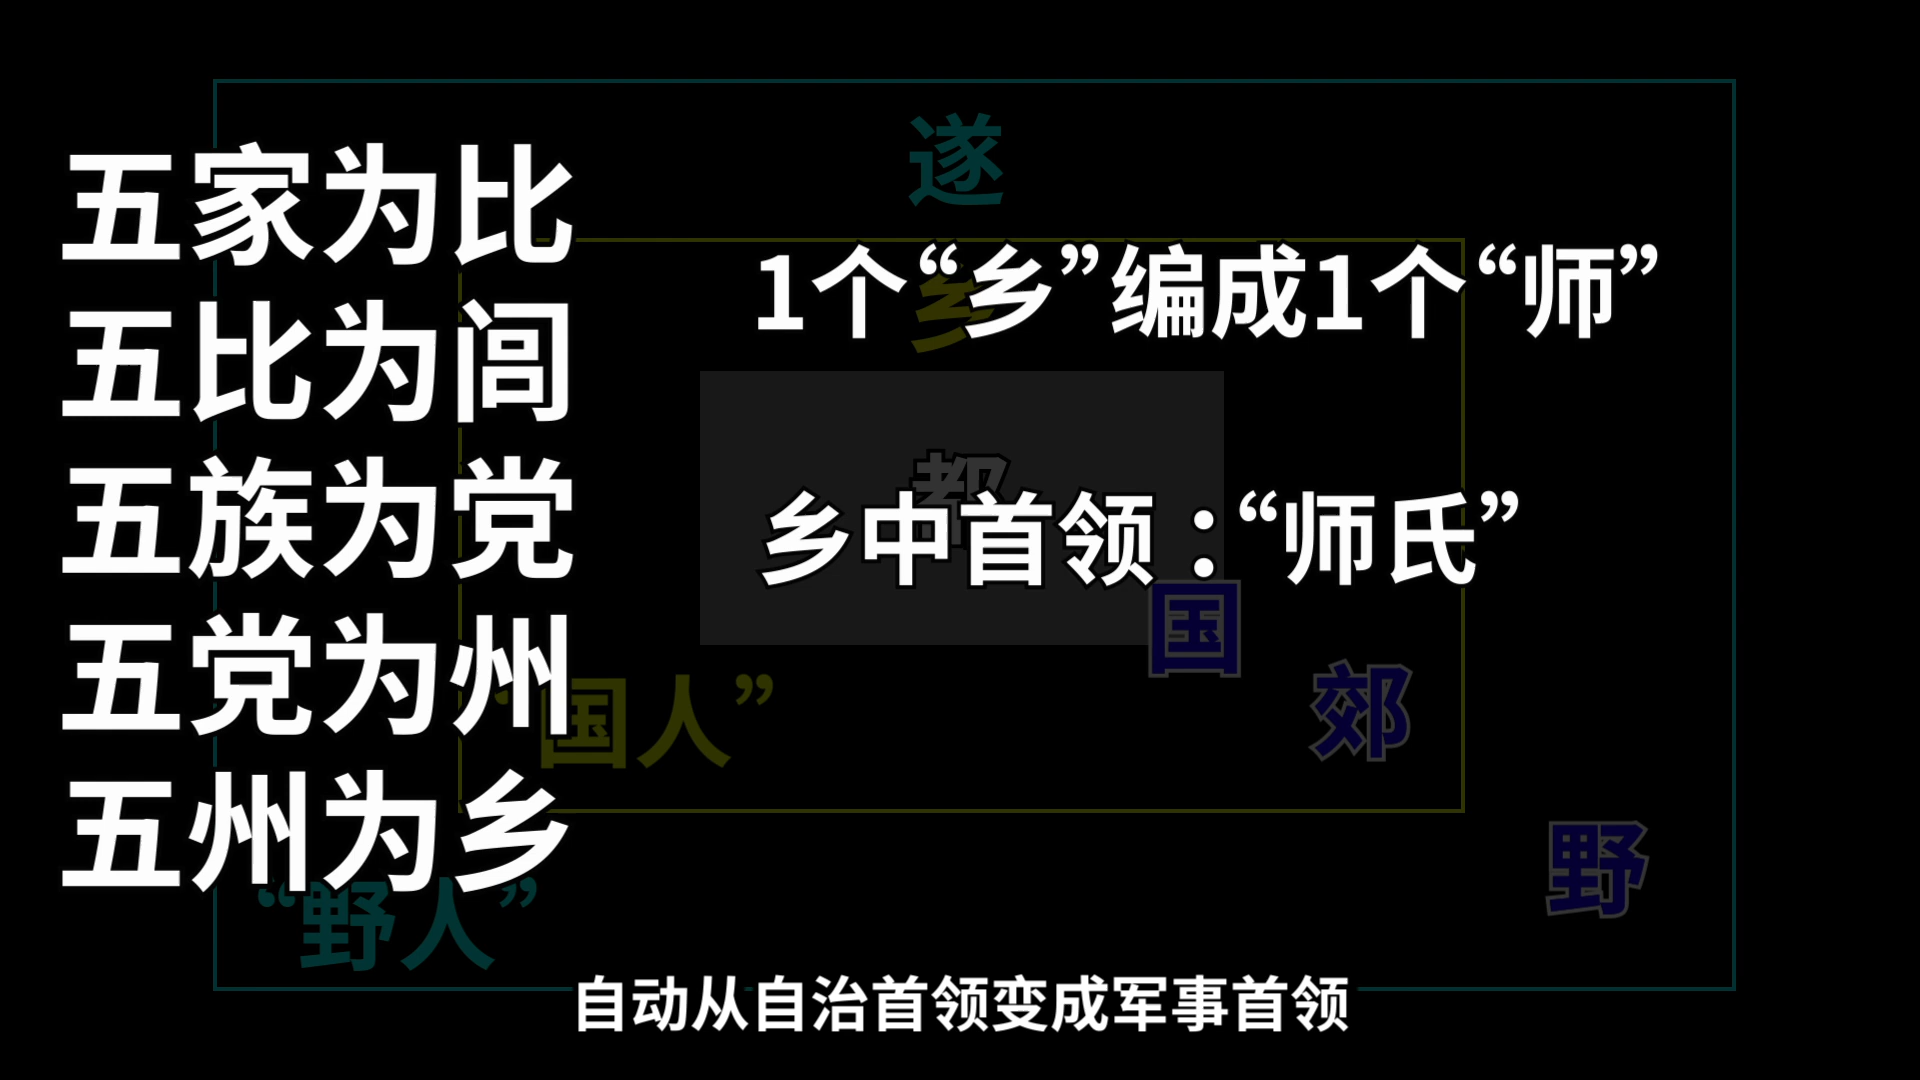 遂
五家为比
五比为闾
五族为党
五党为州
五州为乡
1个“乡”编成1个“师”
乡
都
乡中首领：“师氏”
国
郊
“国人”
野
“野人”
自动从自治首领变成军事首领